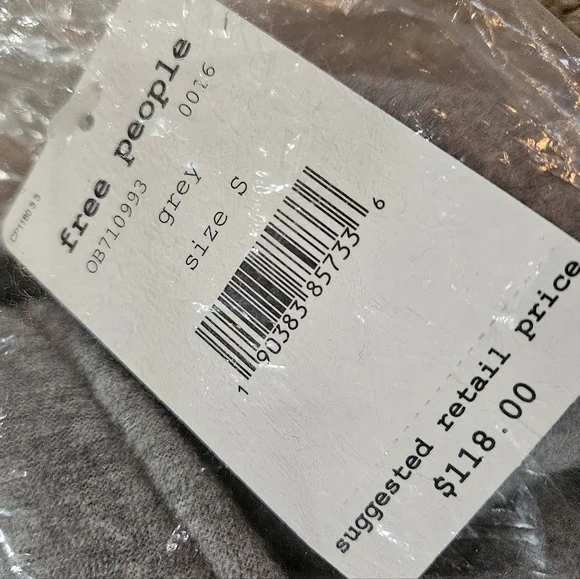 free people
OB710993 0016
grey
size S
1 90383 85733 6
suggested retail price
$118.00